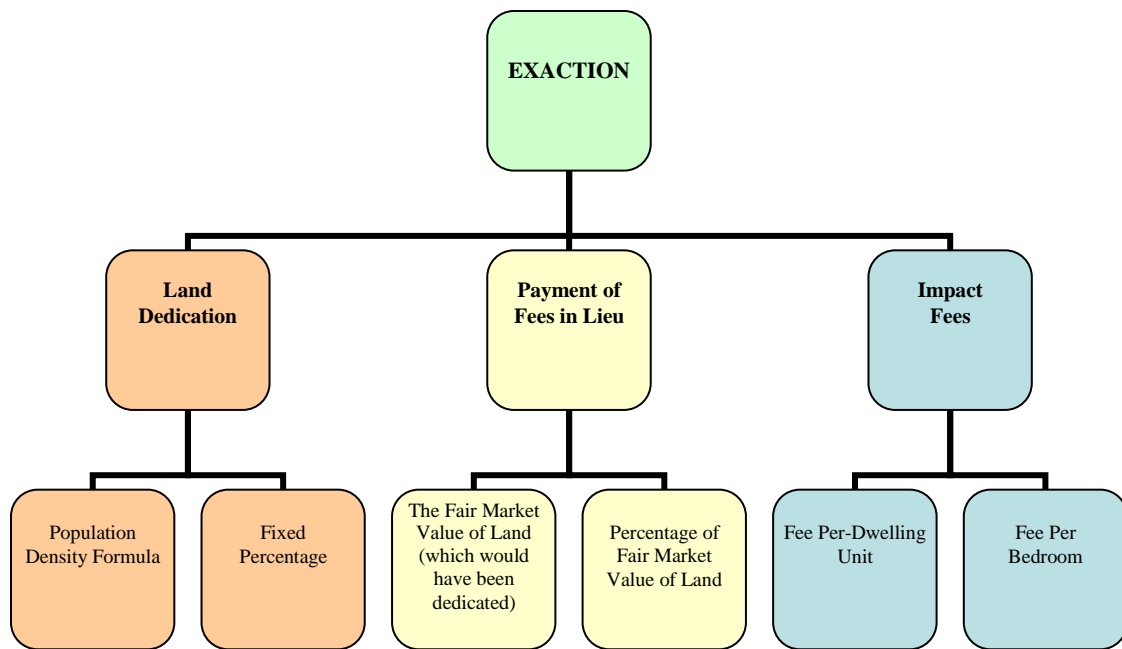 EXACTION
Land
Dedication
Payment of
Fees in Lieu
Impact
Fees
Population
Density Formula
Fixed
Percentage
The Fair Market
Value of Land
(which would
have been
dedicated)
Percentage of
Fair Market
Value of Land
Fee Per-Dwelling
Unit
Fee Per
Bedroom